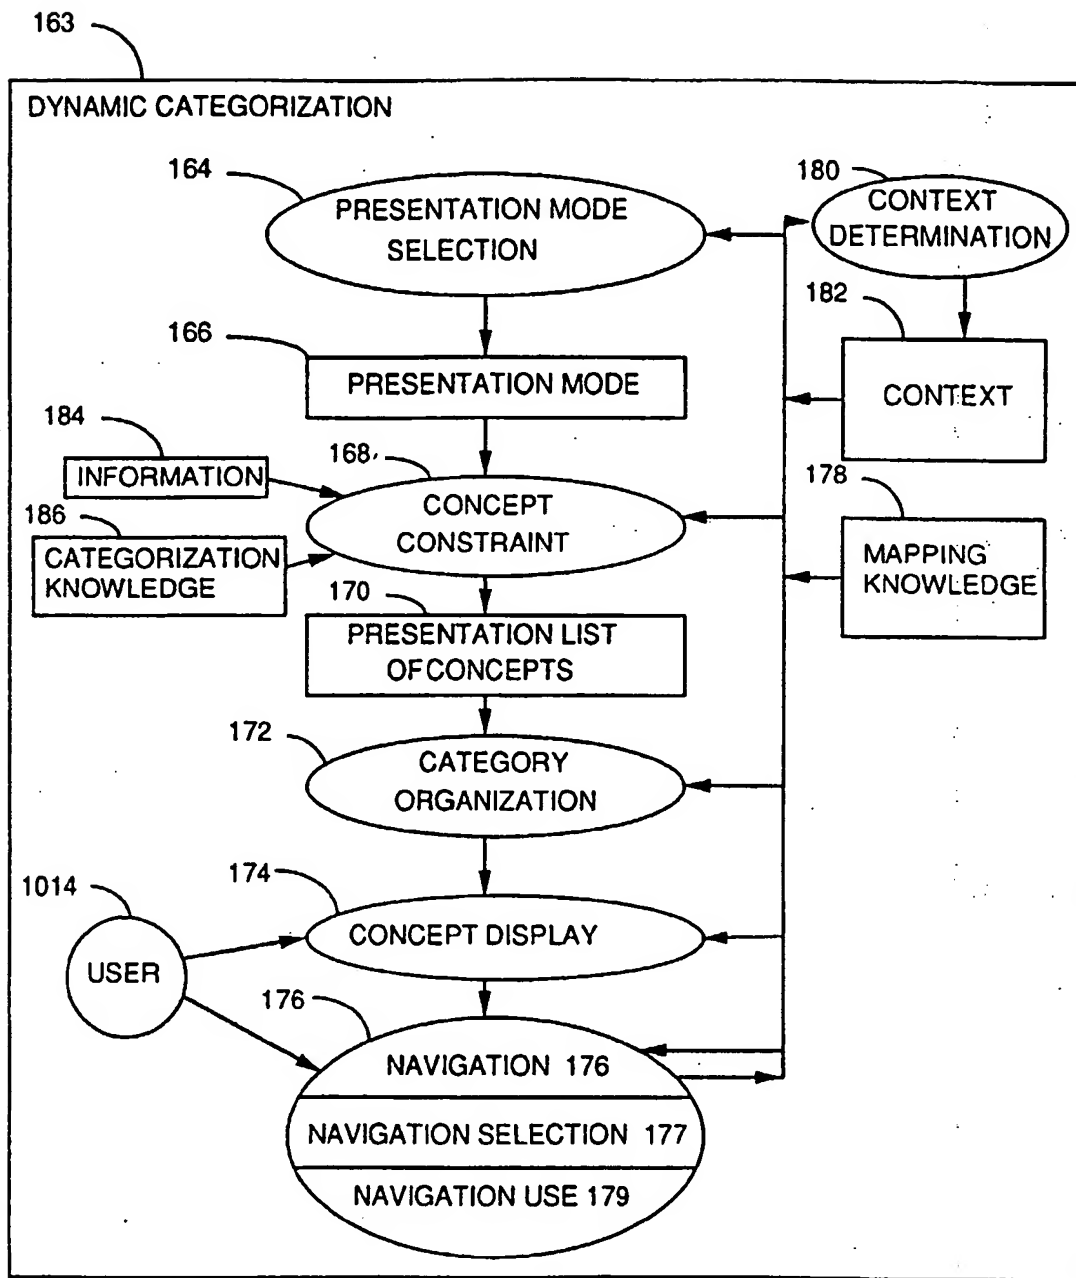 163
DYNAMIC CATEGORIZATION
164
PRESENTATION MODE
SELECTION
180
CONTEXT
DETERMINATION
166
PRESENTATION MODE
182
CONTEXT
184
INFORMATION
168
CONCEPT
CONSTRAINT
178
MAPPING
KNOWLEDGE
186
CATEGORIZATION
KNOWLEDGE
170
PRESENTATION LIST
OF CONCEPTS
172
CATEGORY
ORGANIZATION
1014
USER
174
CONCEPT DISPLAY
176
NAVIGATION 176
NAVIGATION SELECTION 177
NAVIGATION USE 179